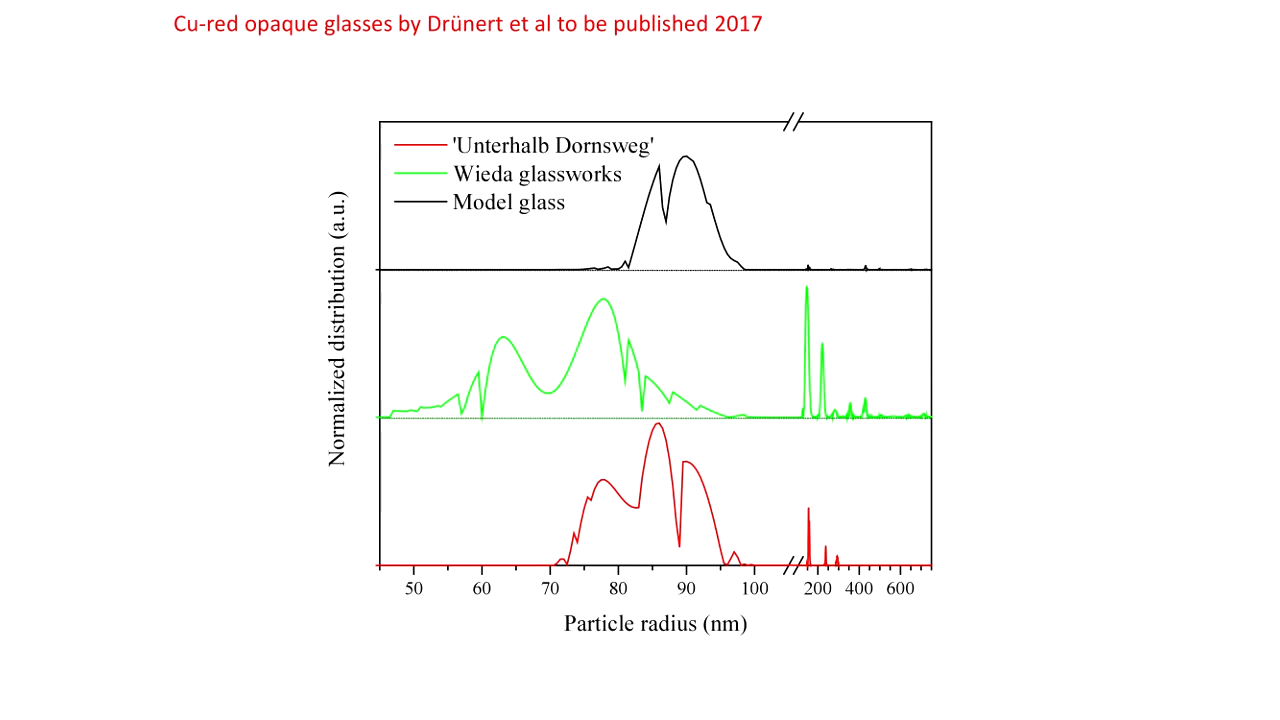 Cu-red opaque glasses by Drünert et al to be published 2017
'Unterhalb Dornsweg'
Wieda glassworks
Model glass
Normalized distribution (a.u.)
50 60 70 80 90 100 200 400 600
Particle radius (nm)